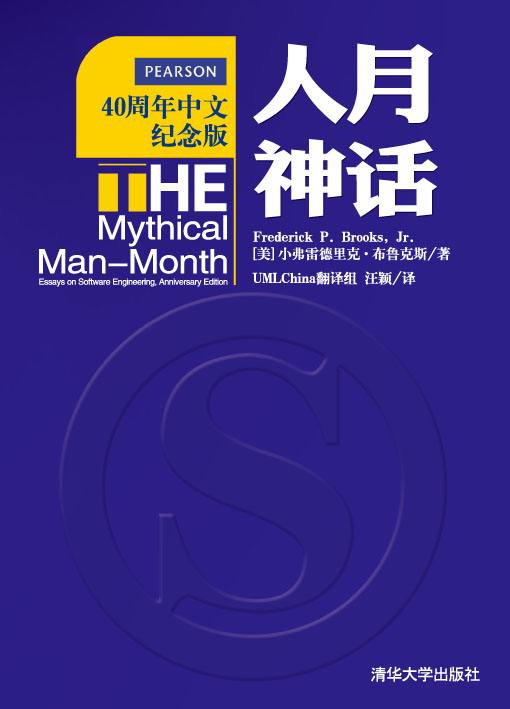 PEARSON
40周年中文
纪念版
人月
神话
THE
Mythical
Man-Month
Essays on Software Engineering, Anniversary Edition
Frederick P. Brooks, Jr.
[美]小弗雷德里克·布鲁克斯/著
UMLChina翻译组 汪颖/译
S
清华大学出版社